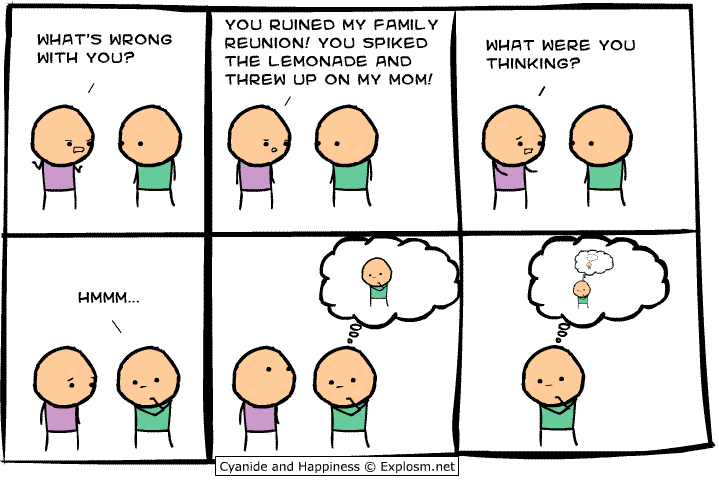 WHAT'S WRONG
WITH YOU?
YOU RUINED MY FAMILY
REUNION! YOU SPIKED
THE LEMONADE AND
THREW UP ON MY MOM!
WHAT WERE YOU
THINKING?
HMMM...
Cyanide and Happiness © Explosm.net